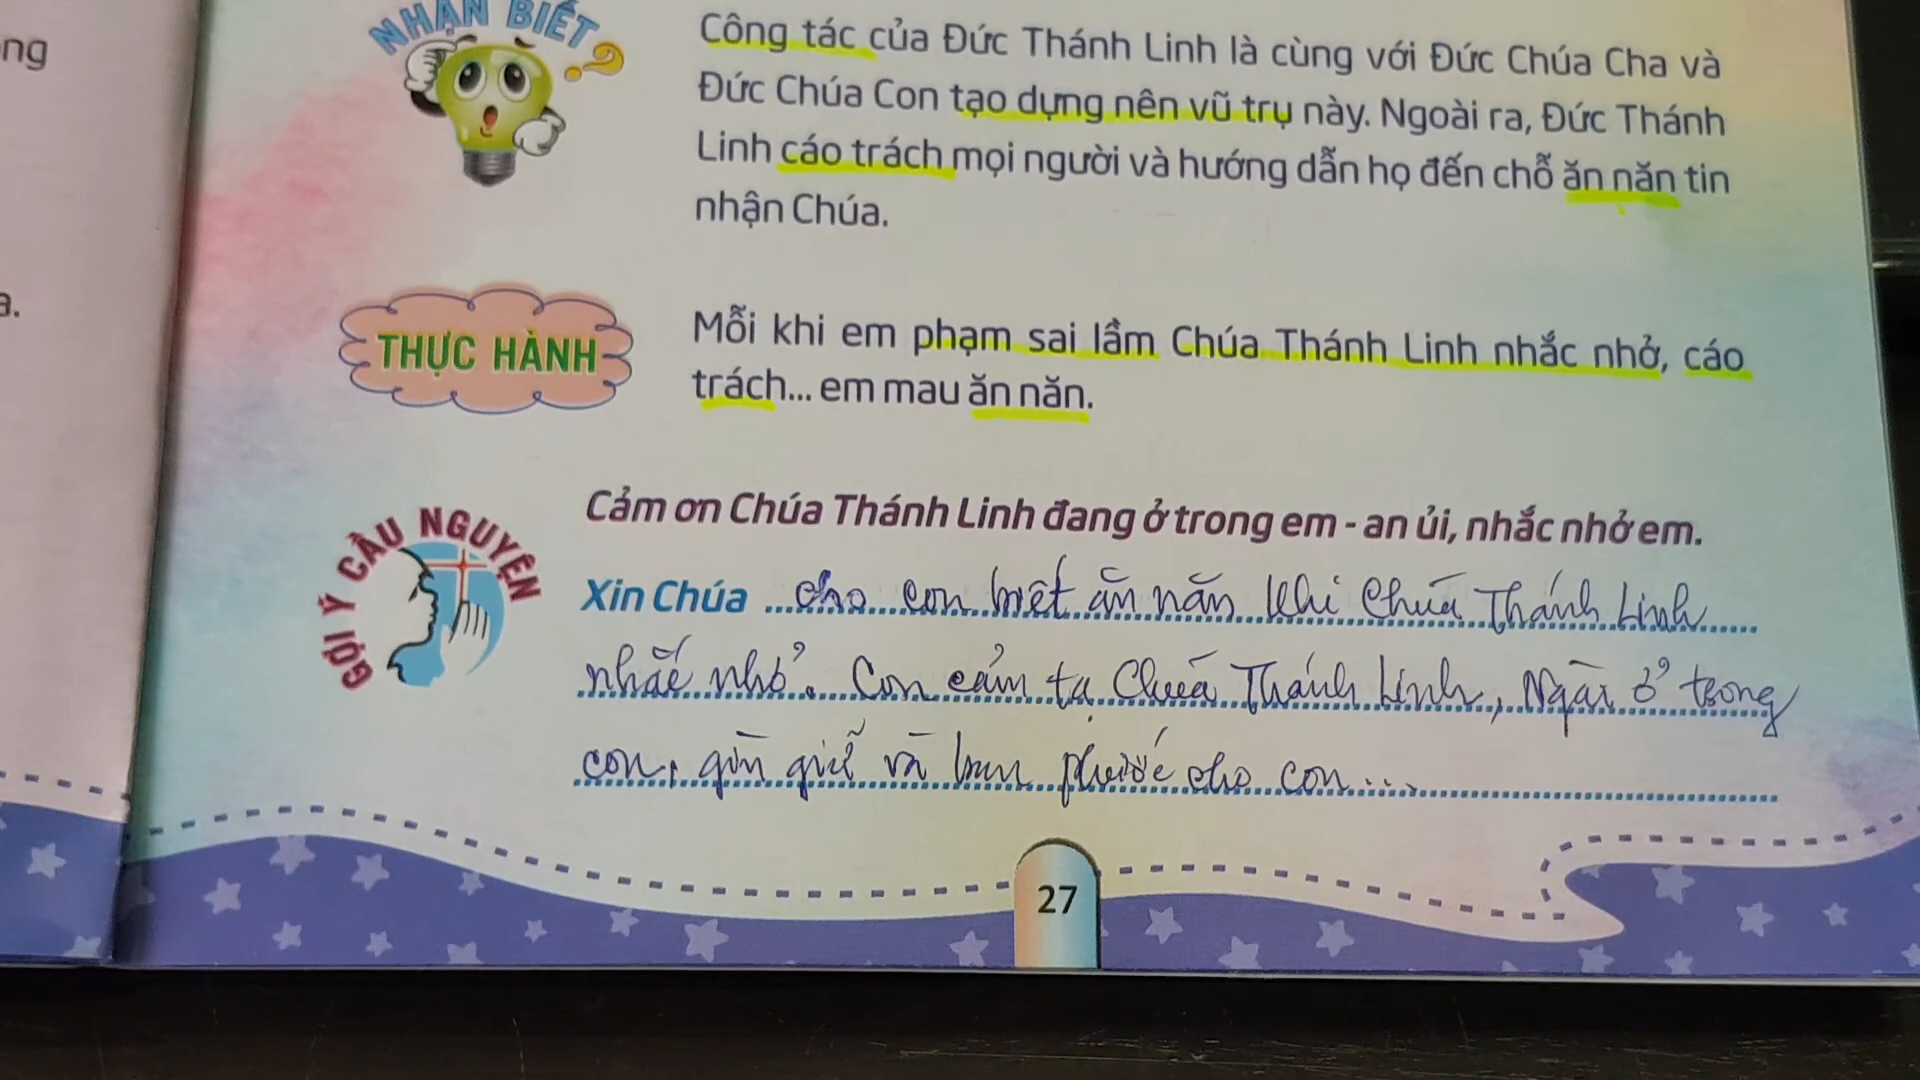 ng
a.
NHẬN BIẾT?
Công tác của Đức Thánh Linh là cùng với Đức Chúa Cha và
Đức Chúa Con tạo dựng nên vũ trụ này. Ngoài ra, Đức Thánh
Linh cáo trách mọi người và hướng dẫn họ đến chỗ ăn năn tin
nhận Chúa.
THỰC HÀNH
Mỗi khi em phạm sai lầm Chúa Thánh Linh nhắc nhở, cáo
trách... em mau ăn năn.
GỢI Ý CẦU NGUYỆN
Cảm ơn Chúa Thánh Linh đang ở trong em - an ủi, nhắc nhở em.
Xin Chúa cho con biết ăn năn khi Chúa Thánh Linh
nhắc nhở. Con cảm tạ Chúa Thánh Linh, Ngài ở trong
con, gìn giữ và ban phước cho con...
27